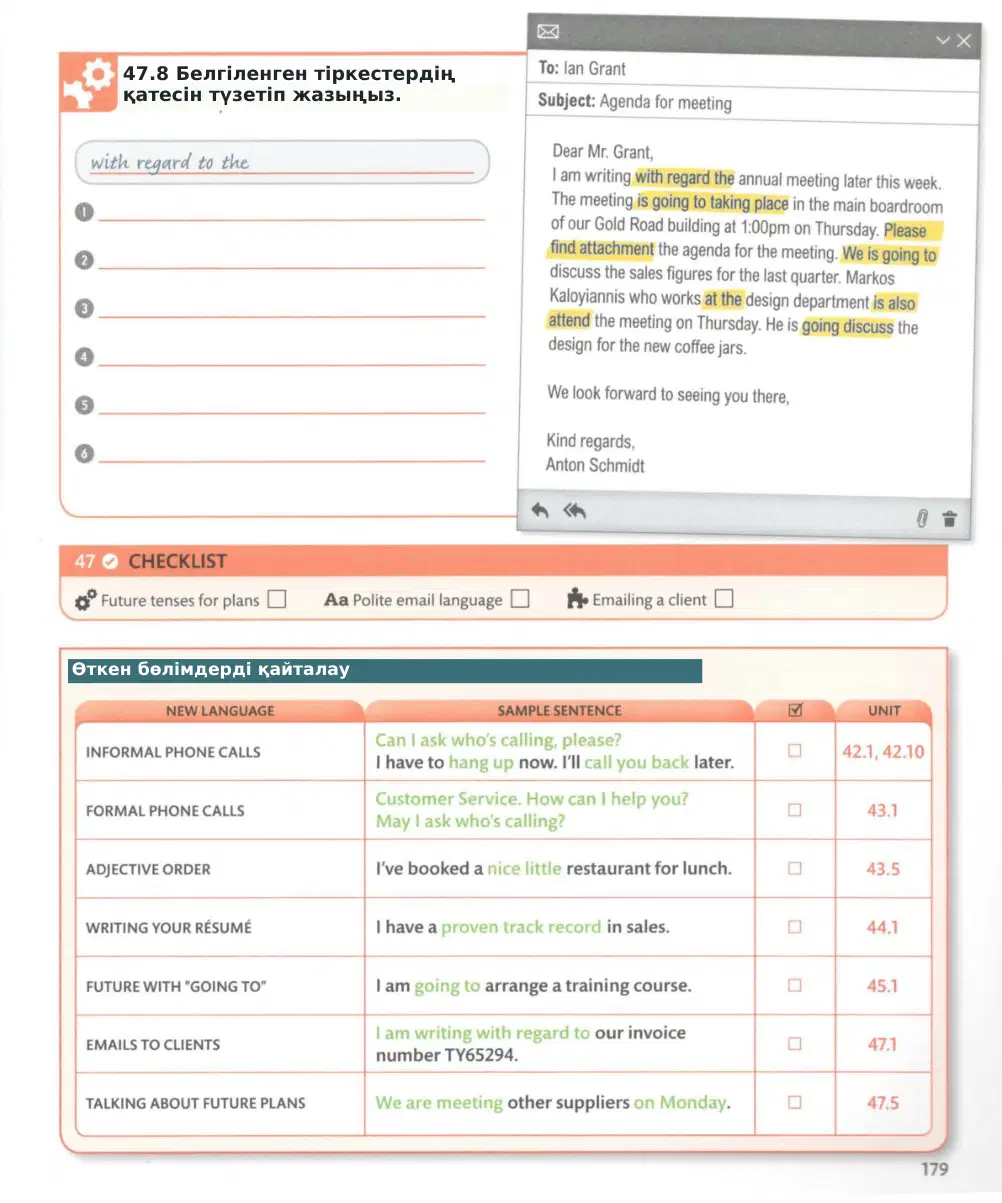 47.8 Белгіленген тіркестердің
қатесін түзетіп жазыңыз.
with regard to the
1
2
3
4
5
6
To: Ian Grant
Subject: Agenda for meeting
Dear Mr. Grant,
I am writing with regard the annual meeting later this week.
The meeting is going to taking place in the main boardroom
of our Gold Road building at 1:00pm on Thursday. Please
find attachment the agenda for the meeting. We is going to
discuss the sales figures for the last quarter. Markos
Kaloyiannis who works at the design department is also
attend the meeting on Thursday. He is going discuss the
design for the new coffee jars.
We look forward to seeing you there,
Kind regards,
Anton Schmidt
47 CHECKLIST
Future tenses for plans Aa Polite email language Emailing a client
Өткен бөлімдерді қайталау
NEW LANGUAGE SAMPLE SENTENCE UNIT
INFORMAL PHONE CALLS
Can I ask who's calling, please?
I have to hang up now. I'll call you back later.
42.1, 42.10
FORMAL PHONE CALLS
Customer Service. How can I help you?
May I ask who's calling?
43.1
ADJECTIVE ORDER I've booked a nice little restaurant for lunch. 43.5
WRITING YOUR RÉSUMÉ I have a proven track record in sales. 44.1
FUTURE WITH "GOING TO" I am going to arrange a training course. 45.1
EMAILS TO CLIENTS
I am writing with regard to our invoice
number TY65294.
47.1
TALKING ABOUT FUTURE PLANS We are meeting other suppliers on Monday. 47.5
179